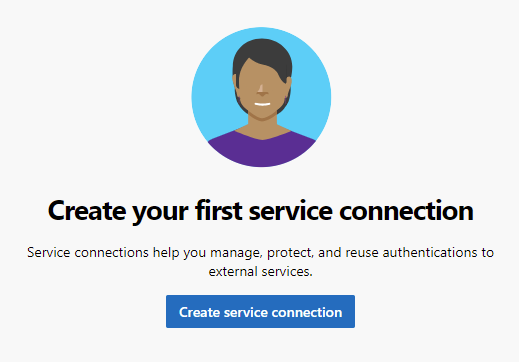 Create your first service connection
Service connections help you manage, protect, and reuse authentications to
external services.
Create service connection